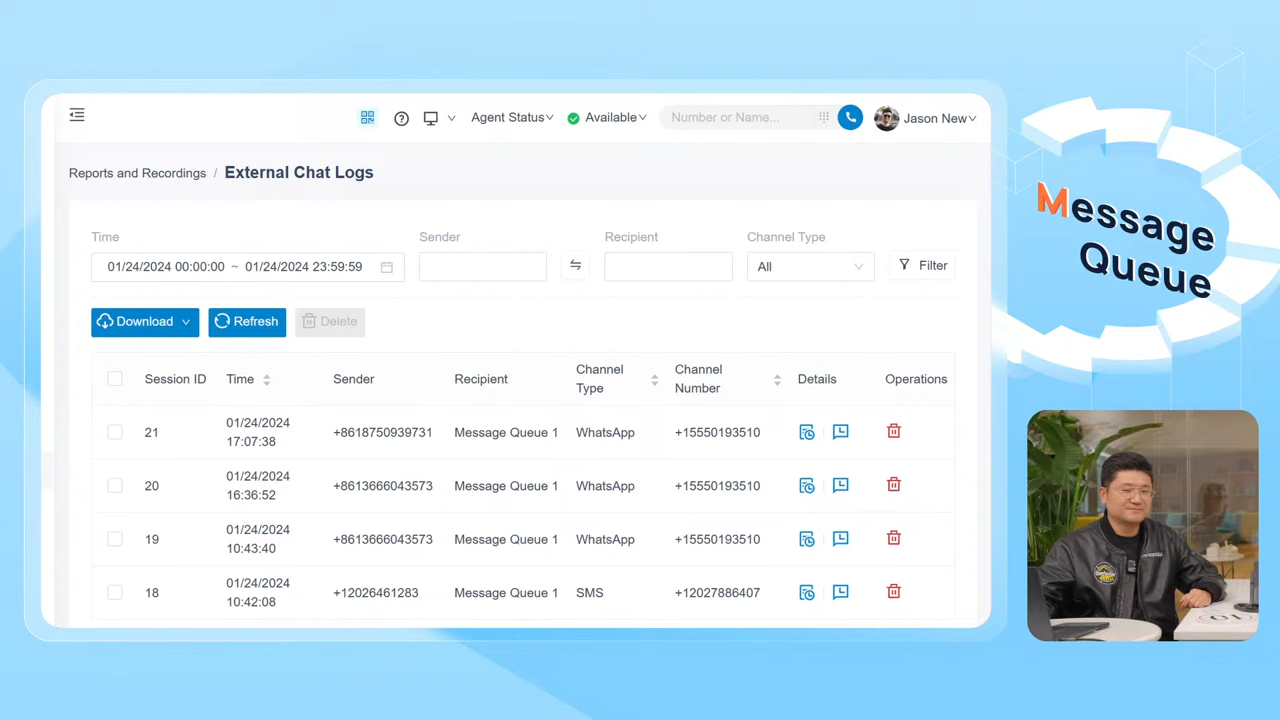 Agent Status
Available
Number or Name...
Jason New
Reports and Recordings / External Chat Logs
Message
Queue
Time
Sender
Recipient
Channel Type
01/24/2024 00:00:00 ~ 01/24/2024 23:59:59
All
Filter
Download
Refresh
Delete
Session ID Time Sender Recipient Channel Type Channel Number Details Operations
21 01/24/2024 17:07:38 +8618750939731 Message Queue 1 WhatsApp +15550193510
20 01/24/2024 16:36:52 +8613666043573 Message Queue 1 WhatsApp +15550193510
19 01/24/2024 10:43:40 +8613666043573 Message Queue 1 WhatsApp +15550193510
18 01/24/2024 10:42:08 +12026461283 Message Queue 1 SMS +12027886407